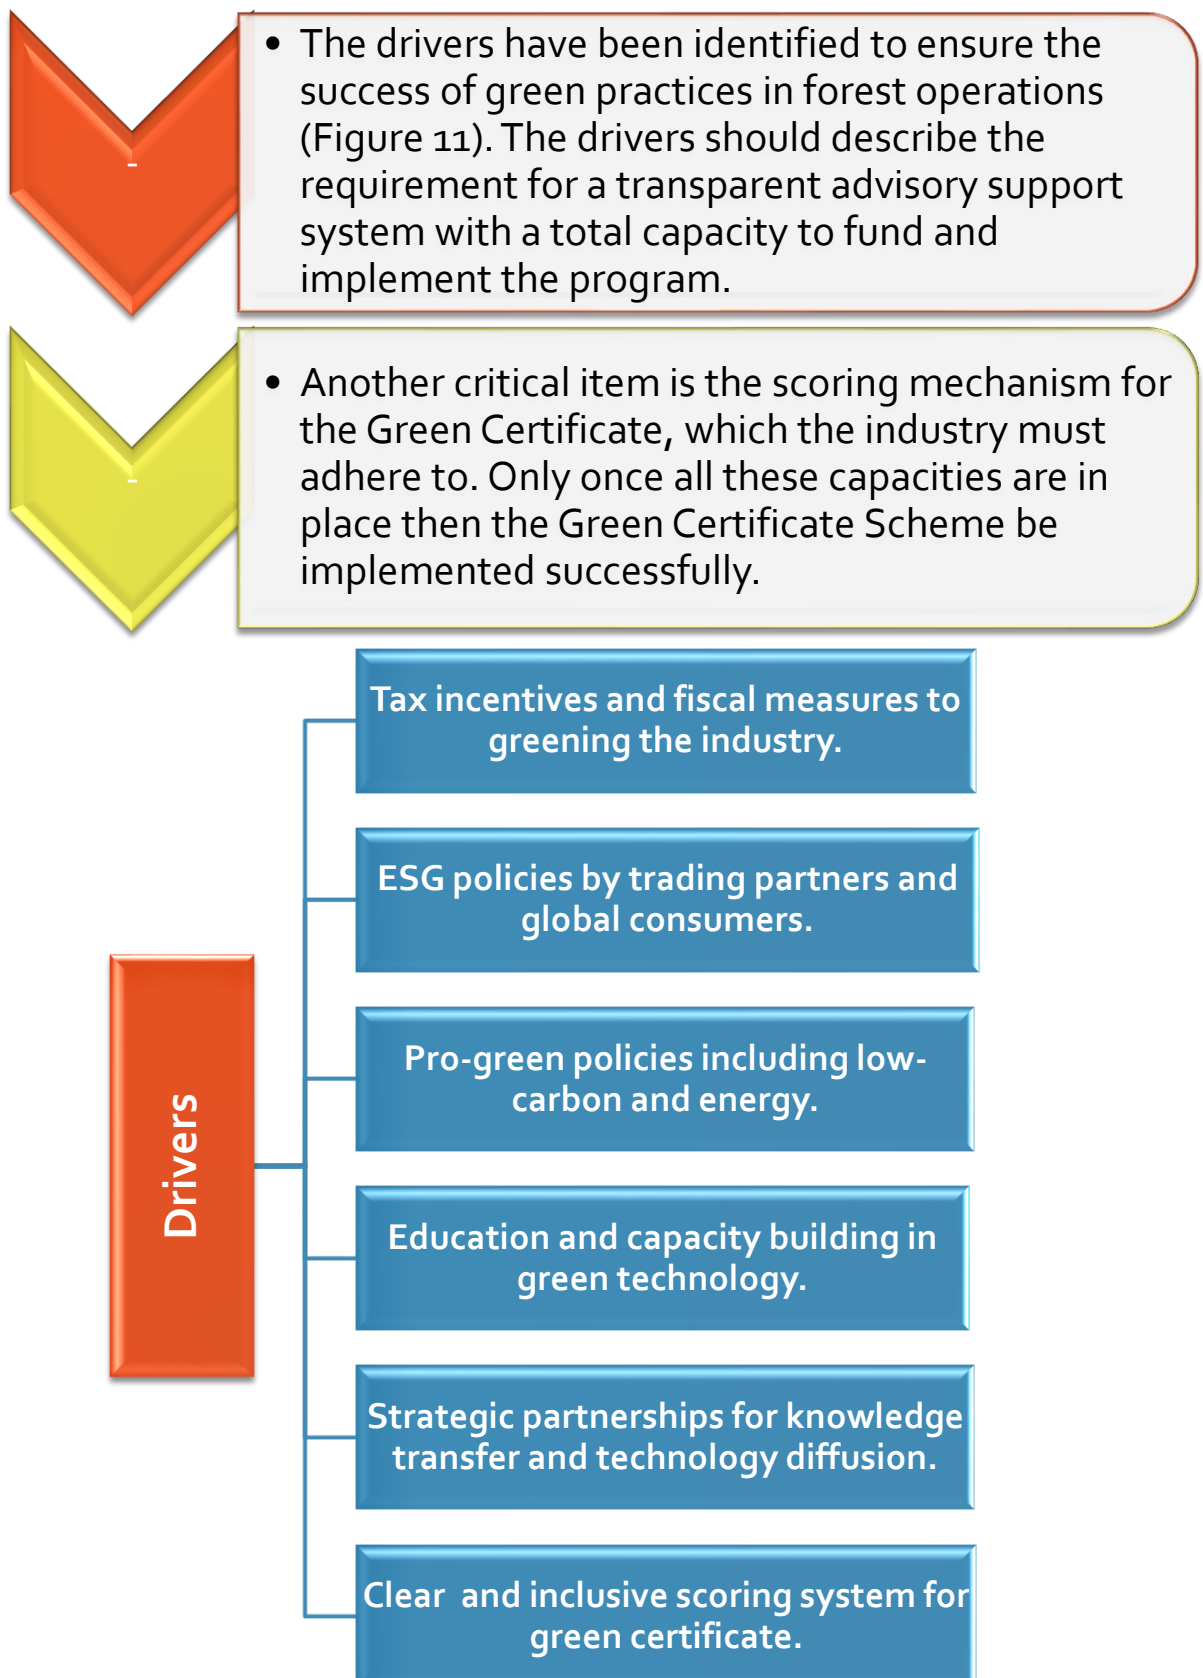 • The drivers have been identified to ensure the
success of green practices in forest operations
(Figure 11). The drivers should describe the
requirement for a transparent advisory support
system with a total capacity to fund and
implement the program.
• Another critical item is the scoring mechanism for
the Green Certificate, which the industry must
adhere to. Only once all these capacities are in
place then the Green Certificate Scheme be
implemented successfully.
Drivers
Tax incentives and fiscal measures to
greening the industry.
ESG policies by trading partners and
global consumers.
Pro-green policies including low-
carbon and energy.
Education and capacity building in
green technology.
Strategic partnerships for knowledge
transfer and technology diffusion.
Clear  and inclusive scoring system for
green certificate.